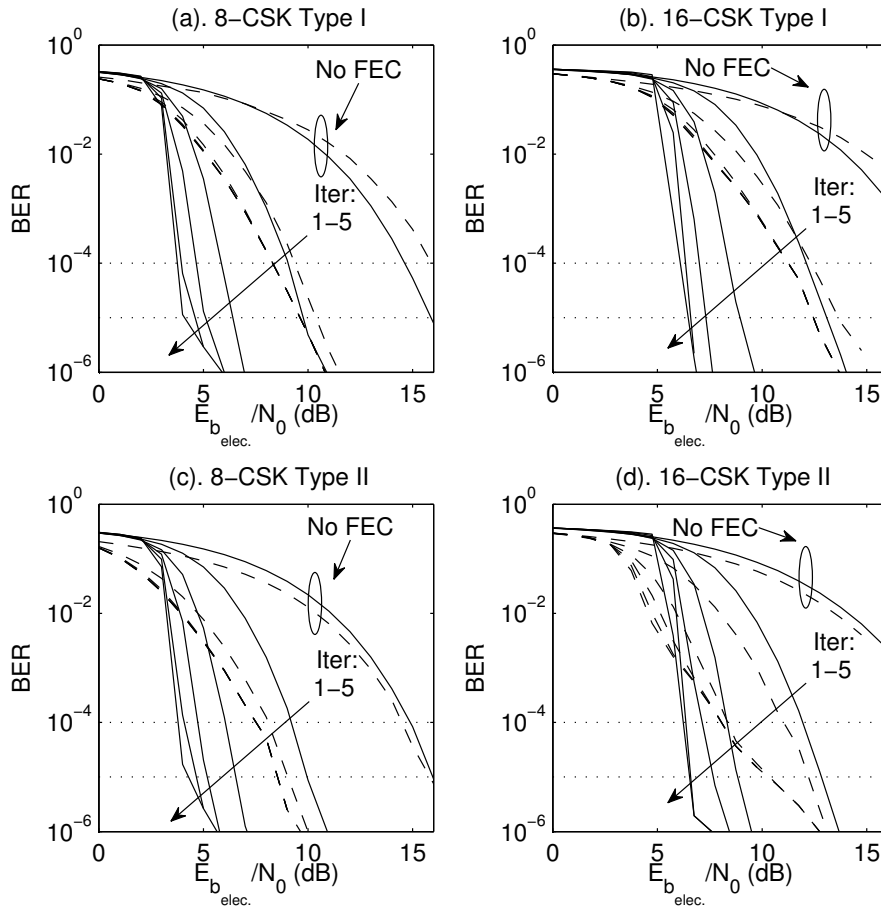 (a). 8−CSK Type I
10^0
10^−2
10^−4
10^−6
BER
No FEC
Iter:
1−5
0
5
10
15
E_b_elec./N_0 (dB)
(b). 16−CSK Type I
10^0
10^−2
10^−4
10^−6
BER
No FEC
Iter:
1−5
0
5
10
15
E_b_elec./N_0 (dB)
(c). 8−CSK Type II
10^0
10^−2
10^−4
10^−6
BER
No FEC
Iter:
1−5
0
5
10
15
E_b_elec./N_0 (dB)
(d). 16−CSK Type II
10^0
10^−2
10^−4
10^−6
BER
No FEC
Iter:
1−5
0
5
10
15
E_b_elec./N_0 (dB)